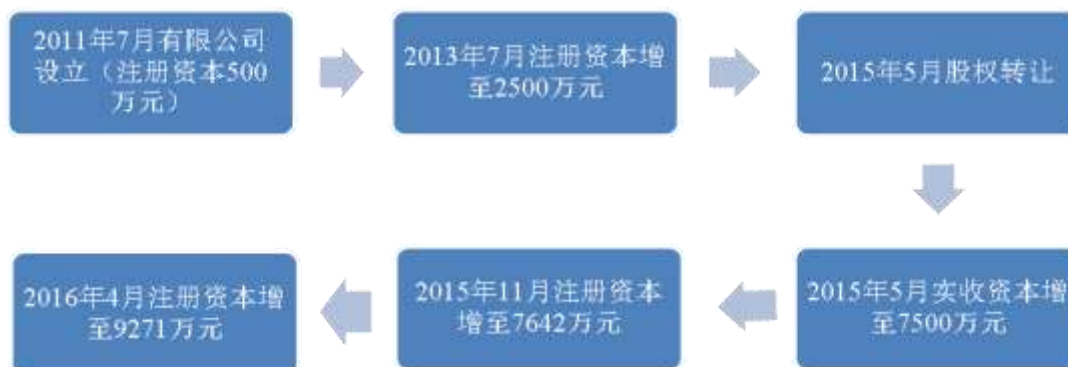 2011年7月有限公司
设立（注册资本500
万元）
2013年7月注册资本增
至2500万元
2015年5月股权转让
2015年5月实收资本增
至7500万元
2015年11月注册资本
增至7642万元
2016年4月注册资本增
至9271万元